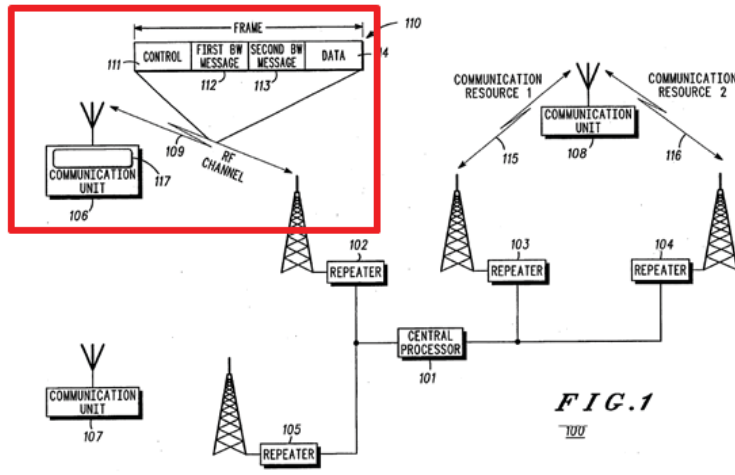 FRAME
110
CONTROL
FIRST BW
MESSAGE
SECOND BW
MESSAGE
DATA
111
112
113
109
RF
CHANNEL
117
COMMUNICATION
UNIT
106
COMMUNICATION
RESOURCE 1
COMMUNICATION
RESOURCE 2
COMMUNICATION
UNIT
108
115
116
102
REPEATER
103
REPEATER
104
REPEATER
CENTRAL
PROCESSOR
101
COMMUNICATION
UNIT
107
105
REPEATER
FIG.1
100